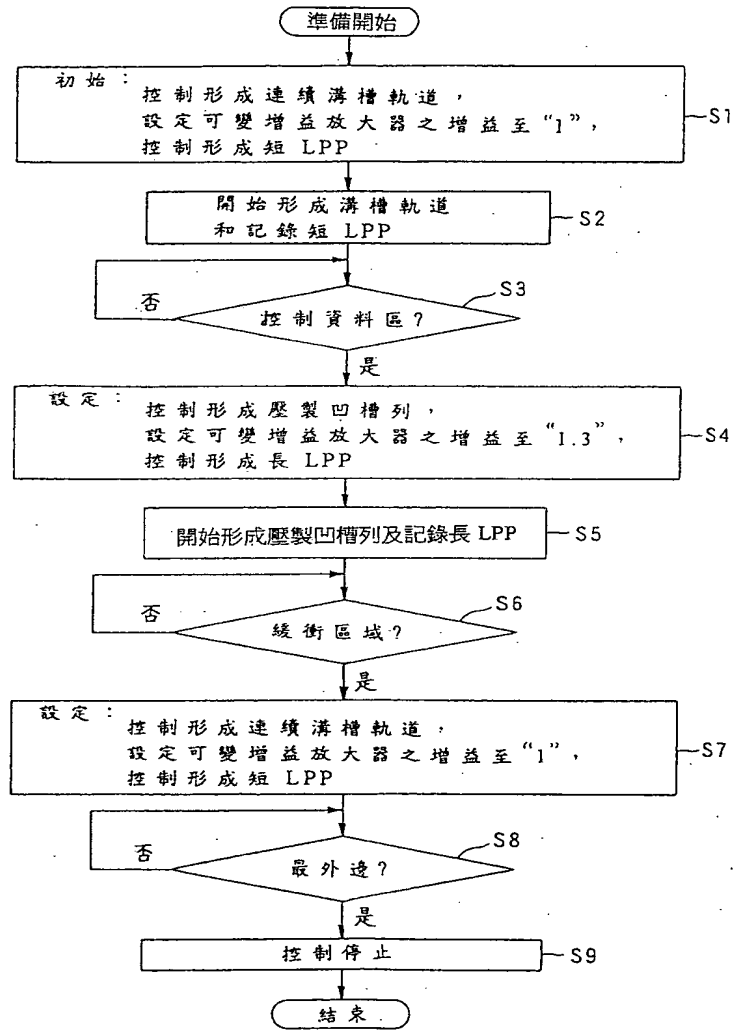 準備開始
初始：
控制形成連續溝槽軌道，
設定可變增益放大器之增益至“1”，
控制形成短 LPP
S1
開始形成溝槽軌道
和記錄短 LPP
S2
控制資料區？
S3
否
是
設定：
控制形成壓製凹槽列，
設定可變增益放大器之增益至“1.3”，
控制形成長 LPP
S4
開始形成壓製凹槽列及記錄長 LPP
S5
緩衝區域？
S6
否
是
設定：
控制形成連續溝槽軌道，
設定可變增益放大器之增益至“1”，
控制形成短 LPP
S7
最外邊？
S8
否
是
控制停止
S9
結束